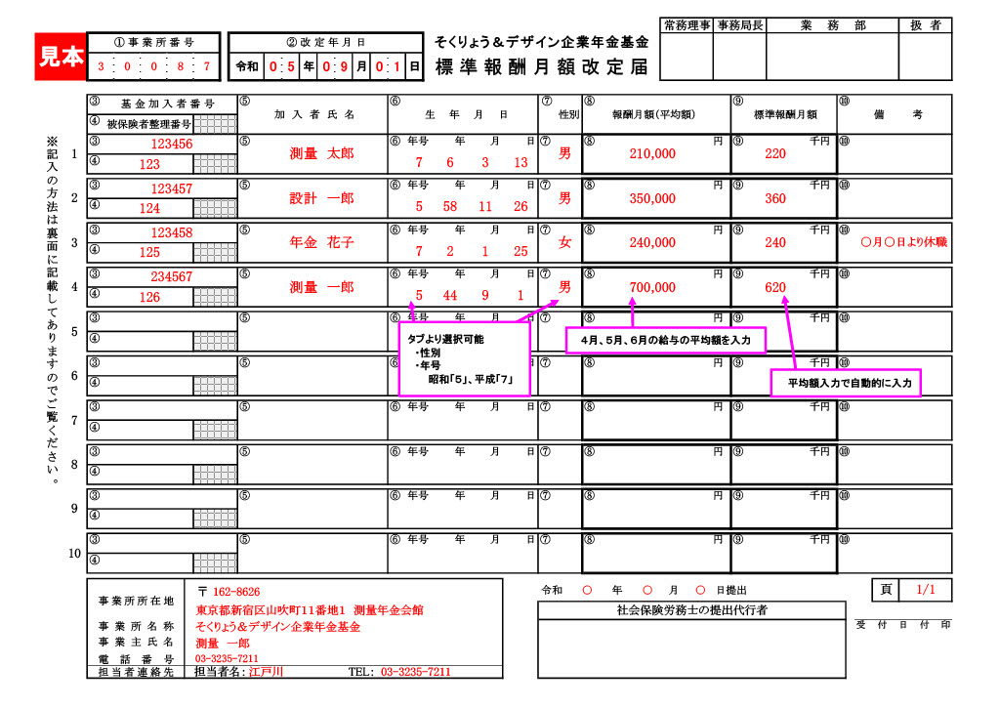 見本
①事業所番号
3 0 0 8 7
②改定年月日
令和 05 年 09 月 01 日
そくりょう＆デザイン企業年金基金
標準報酬月額改定届
常務理事 事務局長 業務部 扱者
③ 基金加入者番号 ⑤ 加入者氏名 ⑥ 生年月日 ⑦ 性別 ⑧ 報酬月額（平均額） ⑨ 標準報酬月額 ⑩ 備考
④ 被保険者整理番号
※記入の方法は裏面に記載してありますのでご覧ください。
1 ③ 123456 ⑤ 測量 太郎 ⑥ 年号 年 月 日 ⑦ 男 ⑧ 円 210,000 ⑨ 千円 220 ⑩
④ 123 7 6 3 13
2 ③ 123457 ⑤ 設計 一郎 ⑥ 年号 年 月 日 ⑦ 男 ⑧ 円 350,000 ⑨ 千円 360 ⑩
④ 124 5 58 11 26
3 ③ 123458 ⑤ 年金 花子 ⑥ 年号 年 月 日 ⑦ 女 ⑧ 円 240,000 ⑨ 千円 240 ⑩ 〇月〇日より休職
④ 125 7 2 1 25
4 ③ 234567 ⑤ 測量 一郎 ⑥ 年号 年 月 日 ⑦ 男 ⑧ 円 700,000 ⑨ 千円 620 ⑩
④ 126 5 44 9 1
5 ③ ⑤ ⑥ 年号 年 月 日 ⑦ ⑧ 円 ⑨ 千円 ⑩
④
タブより選択可能
・性別
・年号
昭和「５」、平成「７」
４月、５月、６月の給与の平均額を入力
平均額入力で自動的に入力
6 ③ ⑤ ⑥ ⑦ ⑧ 円 ⑨ 千円 ⑩
④
7 ③ ⑤ ⑥ 年号 年 月 日 ⑦ ⑧ 円 ⑨ 千円 ⑩
④
8 ③ ⑤ ⑥ 年号 年 月 日 ⑦ ⑧ 円 ⑨ 千円 ⑩
④
9 ③ ⑤ ⑥ 年号 年 月 日 ⑦ ⑧ 円 ⑨ 千円 ⑩
④
10 ③ ⑤ ⑥ 年号 年 月 日 ⑦ ⑧ 円 ⑨ 千円 ⑩
④
事業所所在地 〒 162-8626
東京都新宿区山吹町１１番地１ 測量年金会館
事業所名称 そくりょう＆デザイン企業年金基金
事業主氏名 測量 一郎
電話番号 03-3235-7211
担当者連絡先 担当者名：江戸川 TEL： 03-3235-7211
令和 〇 年 〇 月 〇 日提出
社会保険労務士の提出代行者
頁 1/1
受付日付印